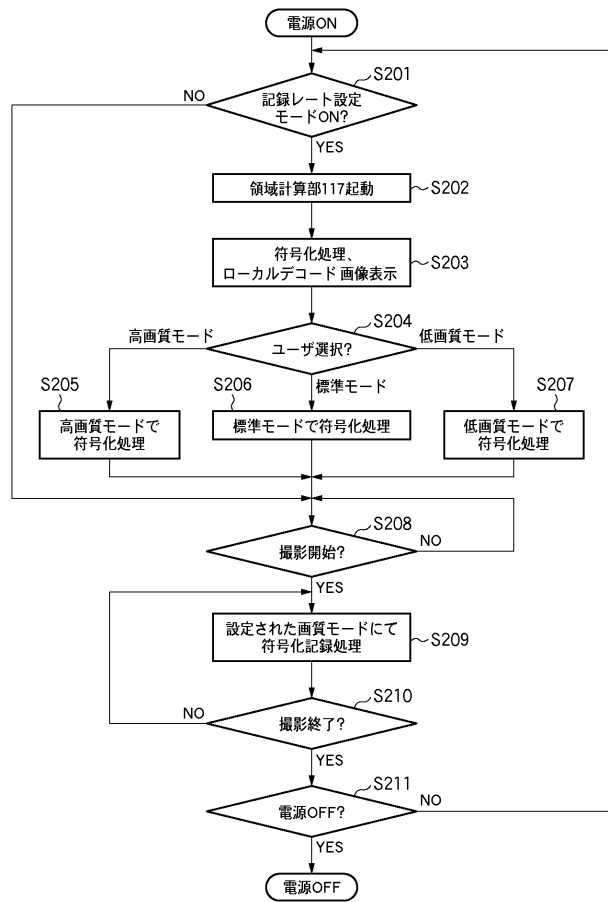 電源ON
S201
NO
記録レート設定
モードON?
YES
領域計算部117起動
S202
符号化処理、
ローカルデコード 画像表示
S203
S204
高画質モード
ユーザ選択?
低画質モード
標準モード
S205
S206
S207
高画質モードで
符号化処理
標準モードで符号化処理
低画質モードで
符号化処理
S208
撮影開始?
NO
YES
設定された画質モードにて
符号化記録処理
S209
S210
NO
撮影終了?
YES
S211
電源OFF?
NO
YES
電源OFF